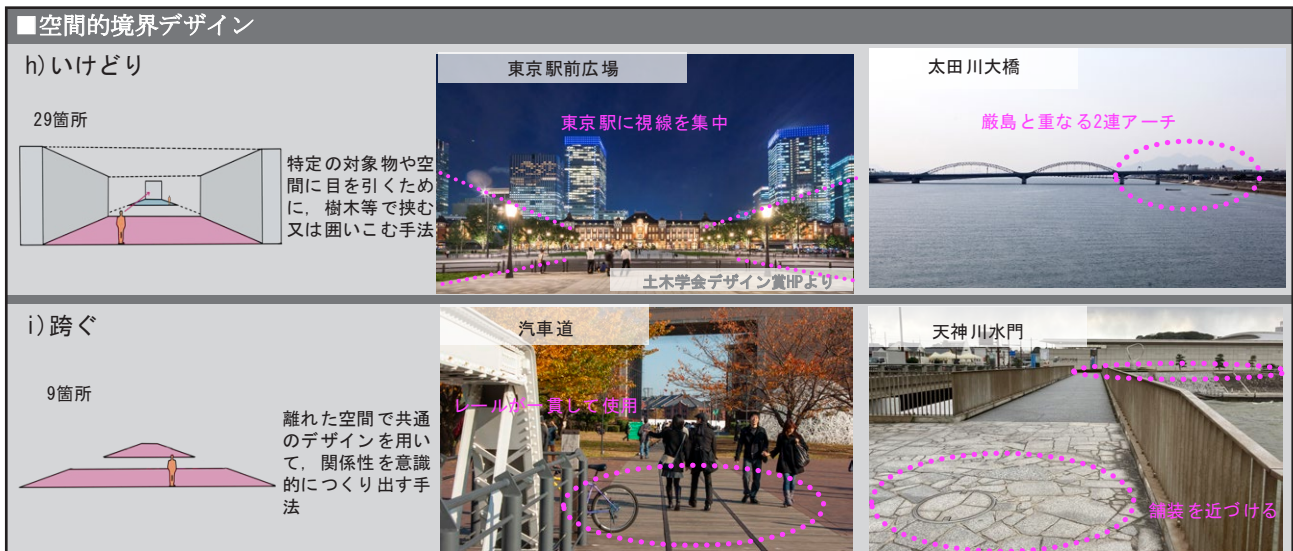 ■空間的境界デザイン
h)いけどり
29箇所
特定の対象物や空
間に目を引くため
に，樹木等で挟む
又は囲いこむ手法
東京駅前広場
東京駅に視線を集中
土木学会デザイン賞HPより
太田川大橋
厳島と重なる2連アーチ
i)跨ぐ
9箇所
離れた空間で共通
のデザインを用い
て，関係性を意識
的につくり出す手
法
汽車道
レールが一貫して使用
天神川水門
舗装を近づける